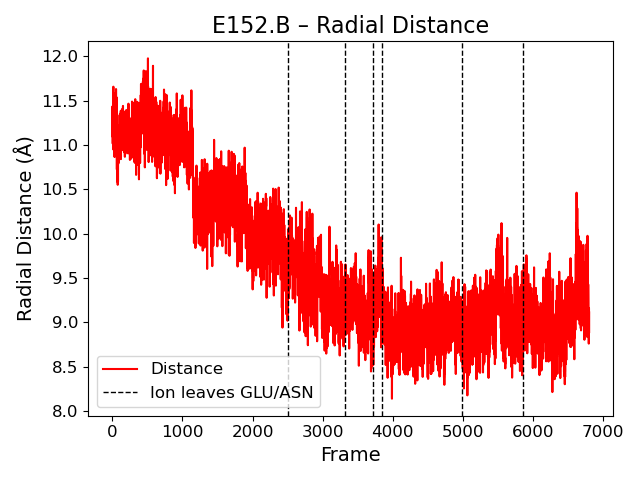 E152.B – Radial Distance
Radial Distance (Å)
12.0
11.5
11.0
10.5
10.0
9.5
9.0
8.5
8.0
Distance
Ion leaves GLU/ASN
0 1000 2000 3000 4000 5000 6000 7000
Frame